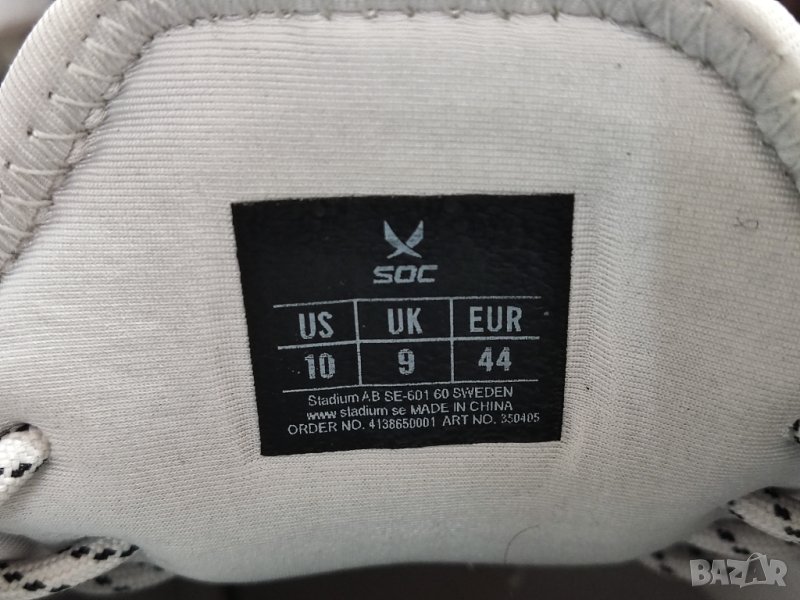 SOC
US UK EUR
10 9 44
Stadium AB SE-601 60 SWEDEN
www.stadium.se MADE IN CHINA
ORDER NO. 4138650001 ART NO. 350405
BAZAR